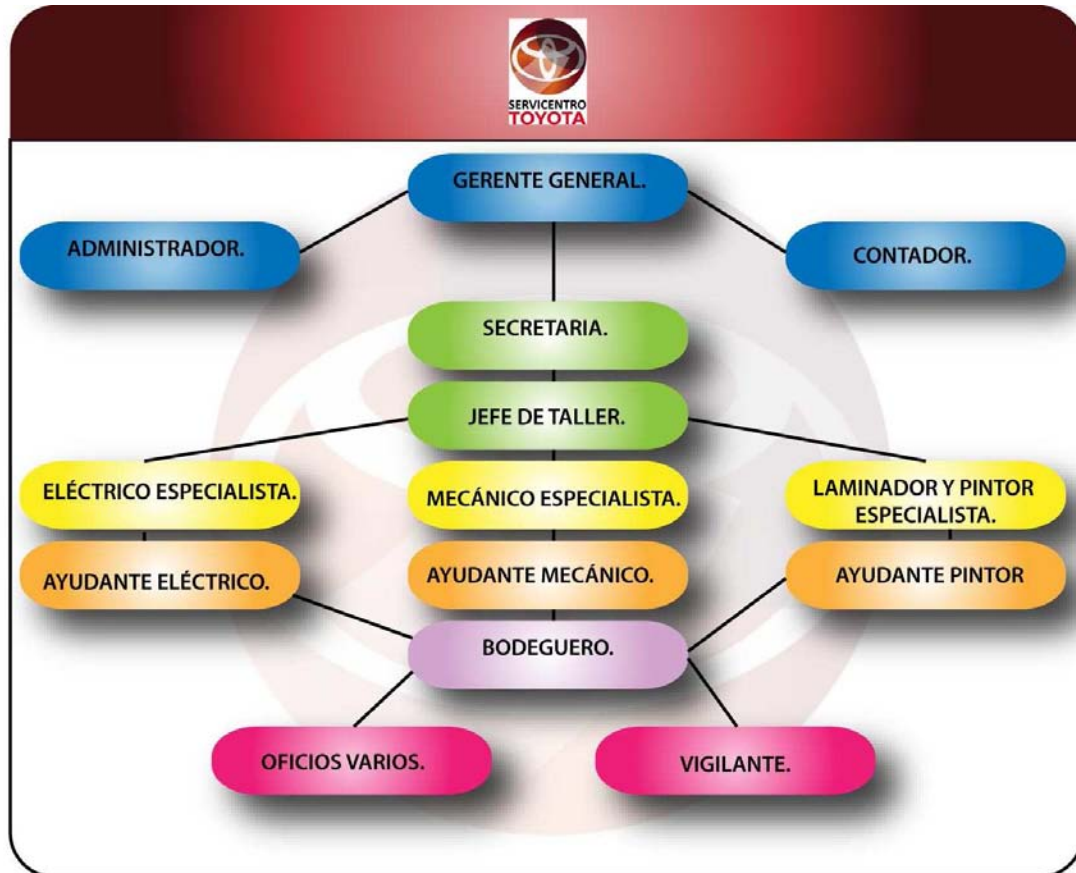 SERVICENTRO
TOYOTA
GERENTE GENERAL.
ADMINISTRADOR.
CONTADOR.
SECRETARIA.
JEFE DE TALLER.
ELÉCTRICO ESPECIALISTA.
MECÁNICO ESPECIALISTA.
LAMINADOR Y PINTOR
ESPECIALISTA.
AYUDANTE ELÉCTRICO.
AYUDANTE MECÁNICO.
AYUDANTE PINTOR
BODEGUERO.
OFICIOS VARIOS.
VIGILANTE.